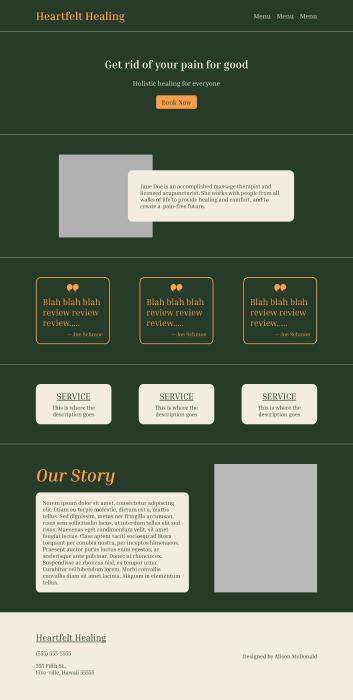 Heartfelt Healing
Menu Menu Menu
Get rid of your pain for good
Holistic healing for everyone
Book Now
Jane Doe is an accomplished massage therapist and
licensed acupuncturist. She works with people from all
walks of life to provide healing and comfort, and to
create a pain-free future.
Blah blah blah
review review
review.....
— Joe Schmoe
Blah blah blah
review review
review.....
— Joe Schmoe
Blah blah blah
review review
review.....
— Joe Schmoe
SERVICE
This is where the
description goes
SERVICE
This is where the
description goes
SERVICE
This is where the
description goes
Our Story
Norem ipsum dolor sit amet, consectetur adipiscing
elit. Etiam eu turpis molestie, dictum est a, mattis
tellus. Sed dignissim, metus nec fringilla accumsan,
risus sem sollicitudin lacus, ut interdum tellus elit sed
risus. Maecenas eget condimentum velit, sit amet
feugiat lectus. Class aptent taciti sociosqu ad litora
torquent per conubia nostra, per inceptos himenaeos.
Praesent auctor purus luctus enim egestas, ac
scelerisque ante pulvinar. Donec ut rhoncus ex.
Suspendisse ac rhoncus nisl, eu tempor urna.
Curabitur vel bibendum lorem. Morbi convallis
convallis diam sit amet lacinia. Aliquam in elementum
tellus.
Heartfelt Healing
(555) 555-5555
555 Fifth St.,
Five-ville, Hawaii 55555
Designed by Alison McDonald